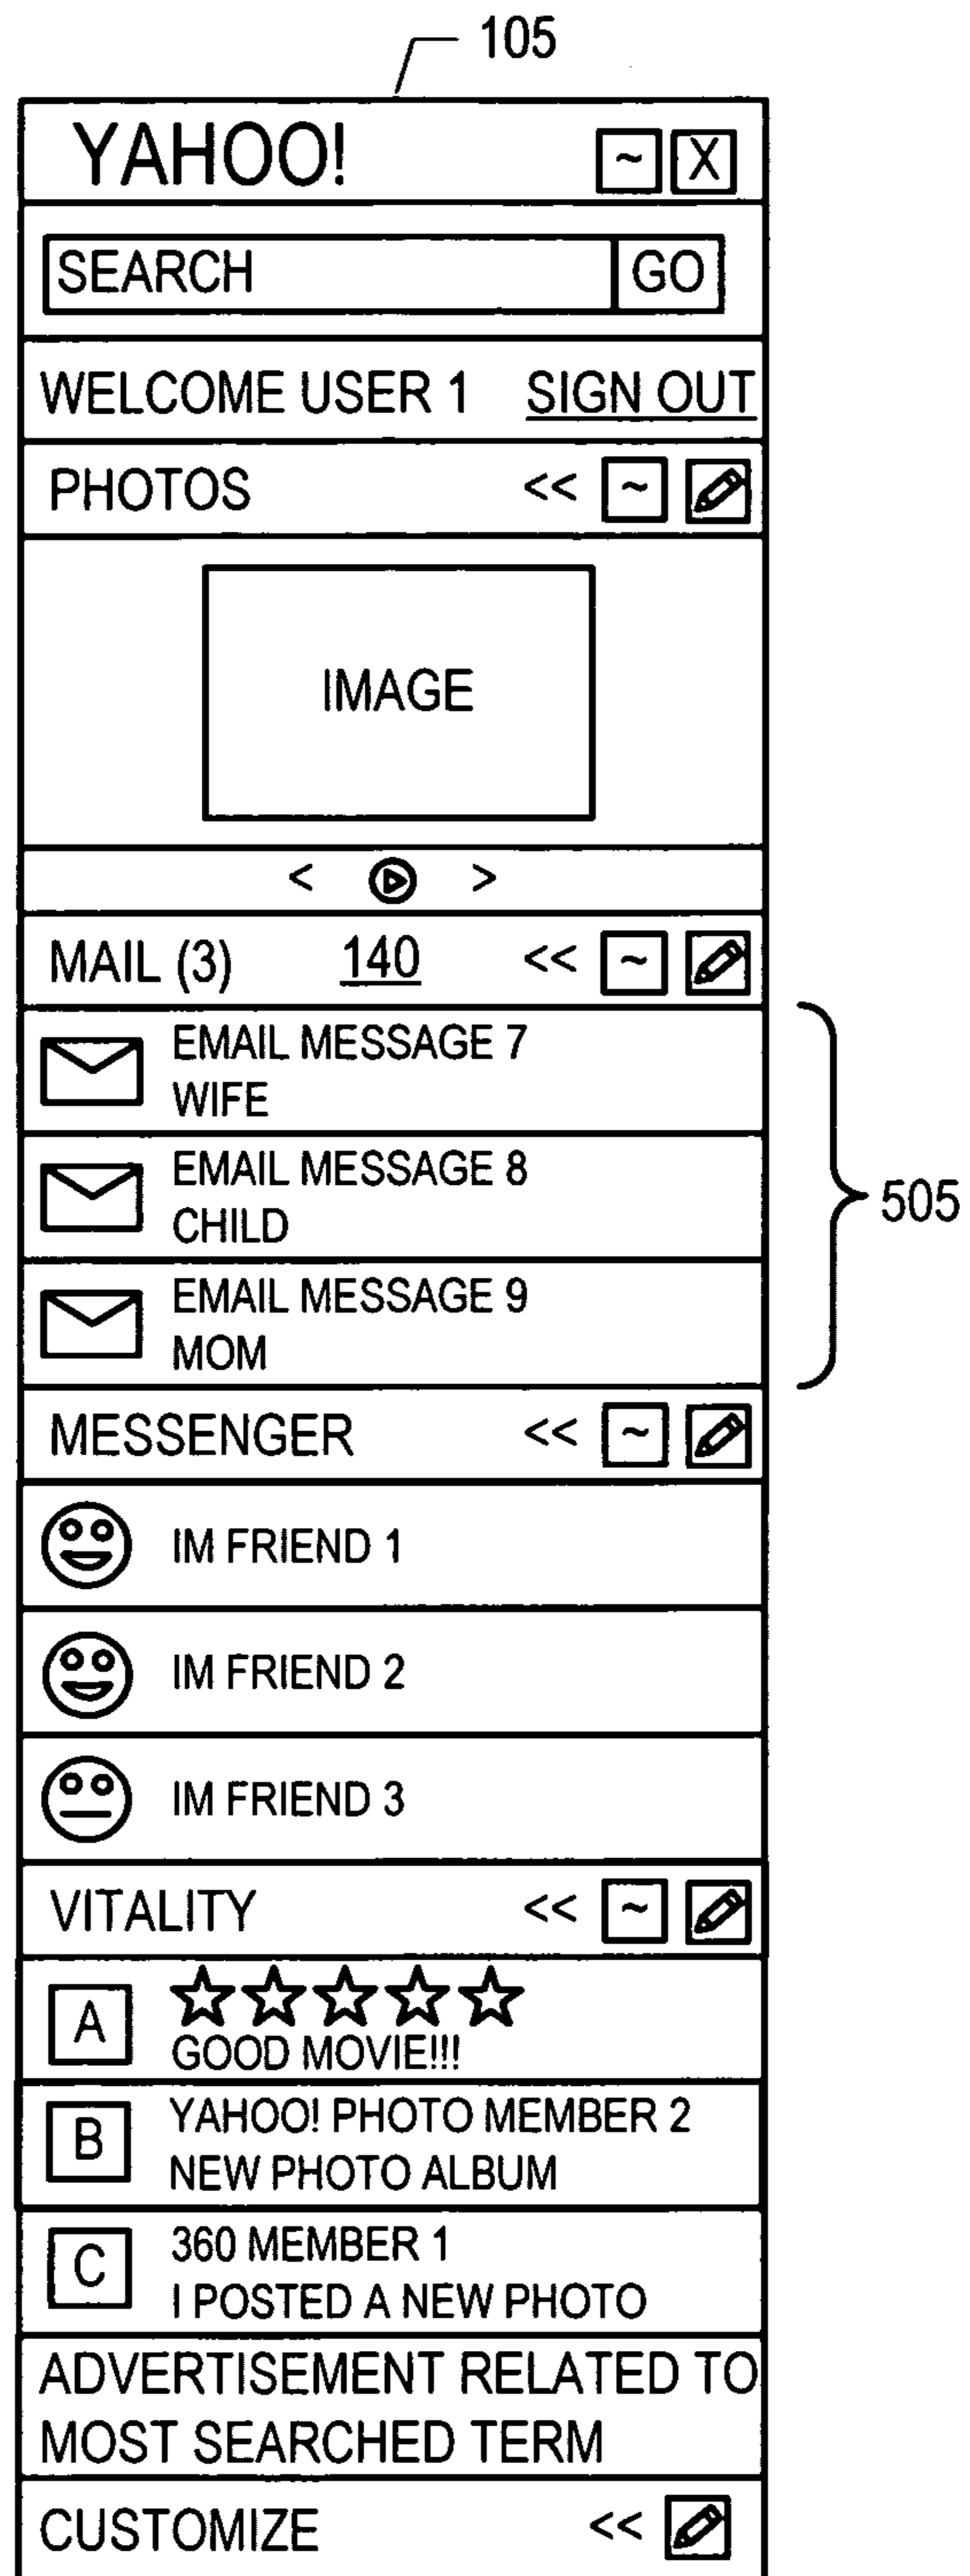 105
YAHOO! ~ X
SEARCH GO
WELCOME USER 1 SIGN OUT
PHOTOS << ~
IMAGE
< >
MAIL (3) 140 << ~
EMAIL MESSAGE 7
WIFE
EMAIL MESSAGE 8
CHILD
505
EMAIL MESSAGE 9
MOM
MESSENGER << ~
IM FRIEND 1
IM FRIEND 2
IM FRIEND 3
VITALITY << ~
A
GOOD MOVIE!!!
B YAHOO! PHOTO MEMBER 2
NEW PHOTO ALBUM
C 360 MEMBER 1
I POSTED A NEW PHOTO
ADVERTISEMENT RELATED TO
MOST SEARCHED TERM
CUSTOMIZE <<